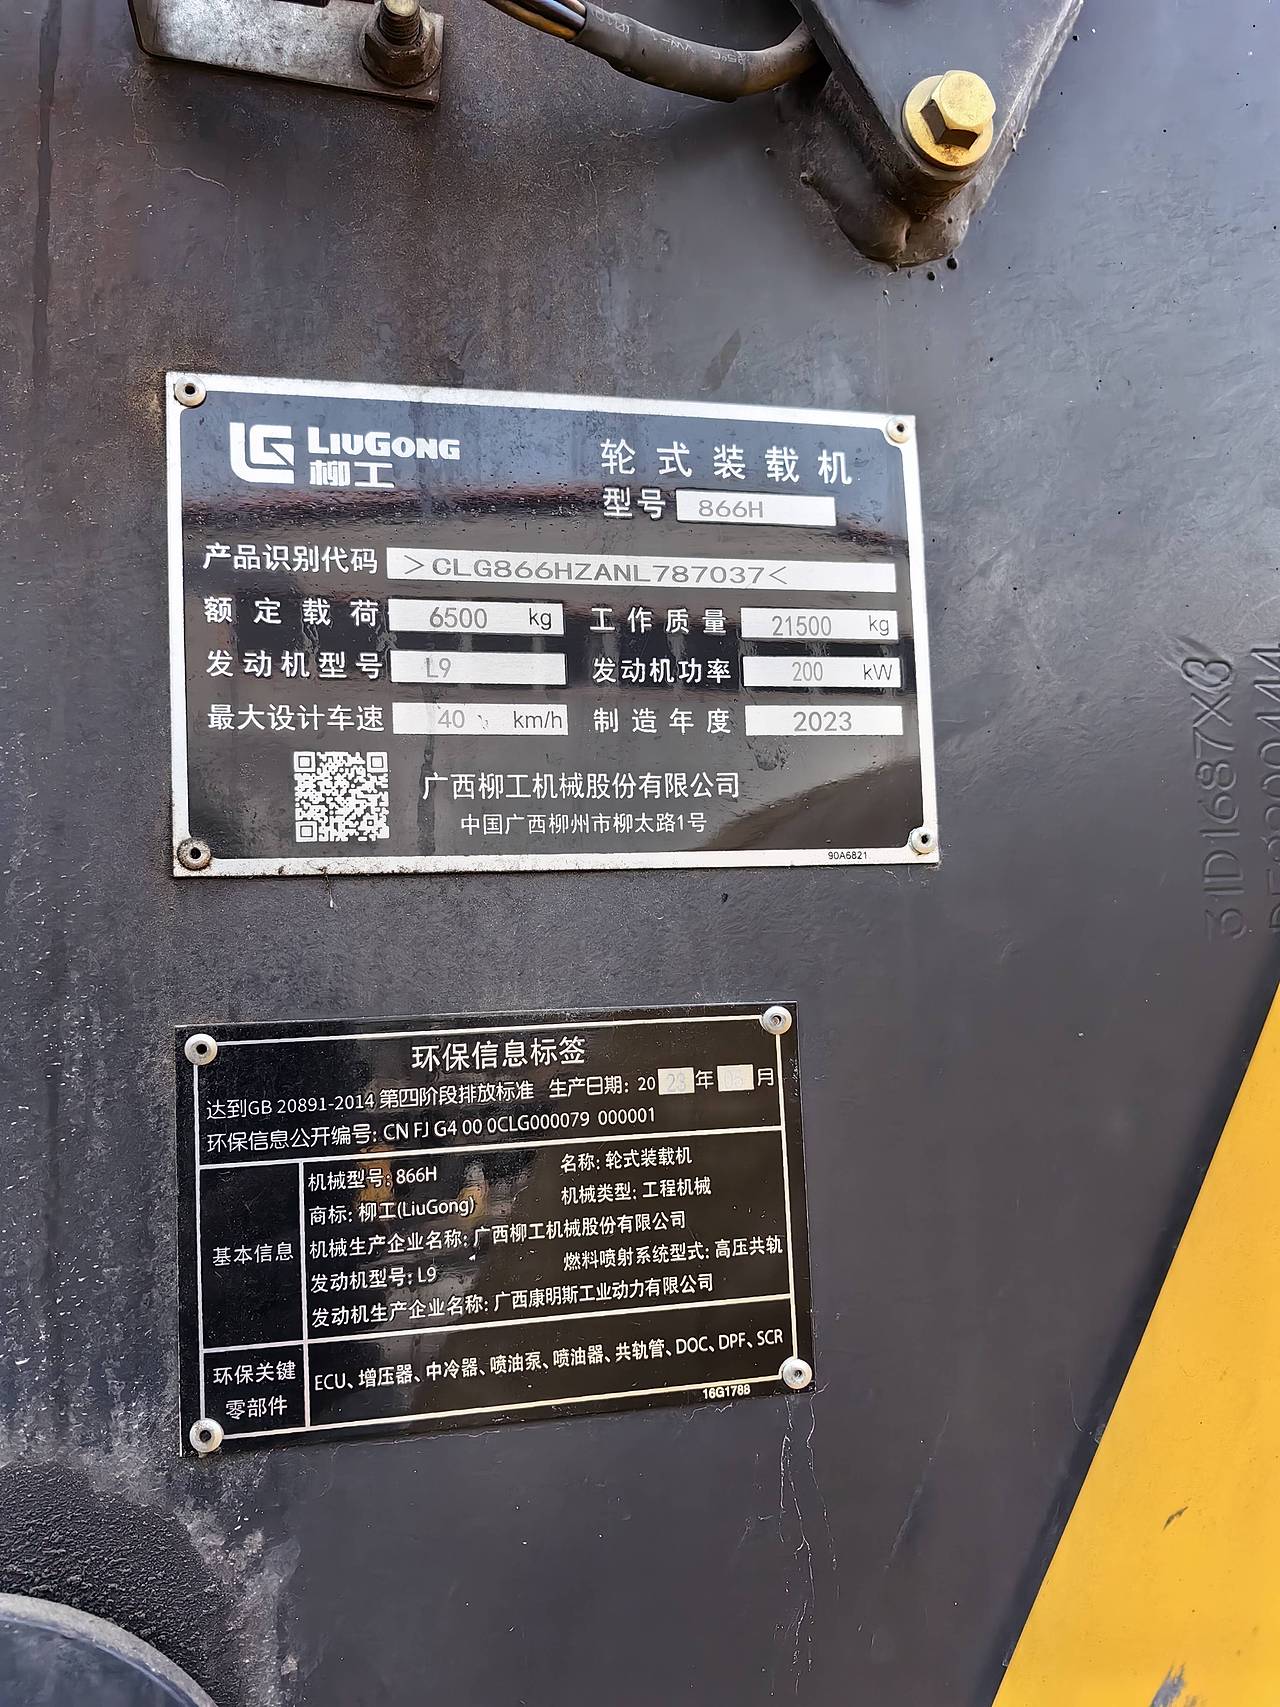 LIUGONG
柳工
轮式装载机
型号 866H
产品识别代码 >CLG866HZANL787037<
额定载荷 6500 kg 工作质量 21500 kg
发动机型号 L9 发动机功率 200 kW
最大设计车速 40 km/h 制造年度 2023
广西柳工机械股份有限公司
中国广西柳州市柳太路1号
90A6821
环保信息标签
达到GB 20891-2014 第四阶段排放标准 生产日期: 20 23 年 月
环保信息公开编号: CN FJ G4 00 0CLG000079 000001
基本信息
机械型号: 866H 名称: 轮式装载机
商标: 柳工(LiuGong) 机械类型: 工程机械
机械生产企业名称: 广西柳工机械股份有限公司
发动机型号: L9 燃料喷射系统型式: 高压共轨
发动机生产企业名称: 广西康明斯工业动力有限公司
环保关键零部件
ECU、增压器、中冷器、喷油泵、喷油器、共轨管、DOC、DPF、SCR
16G1788
31D1687X3